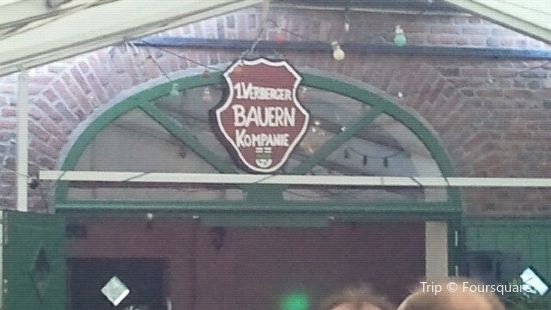 1. VERBERGER
BAUERN
KOMPANIE
Trip © Foursquare